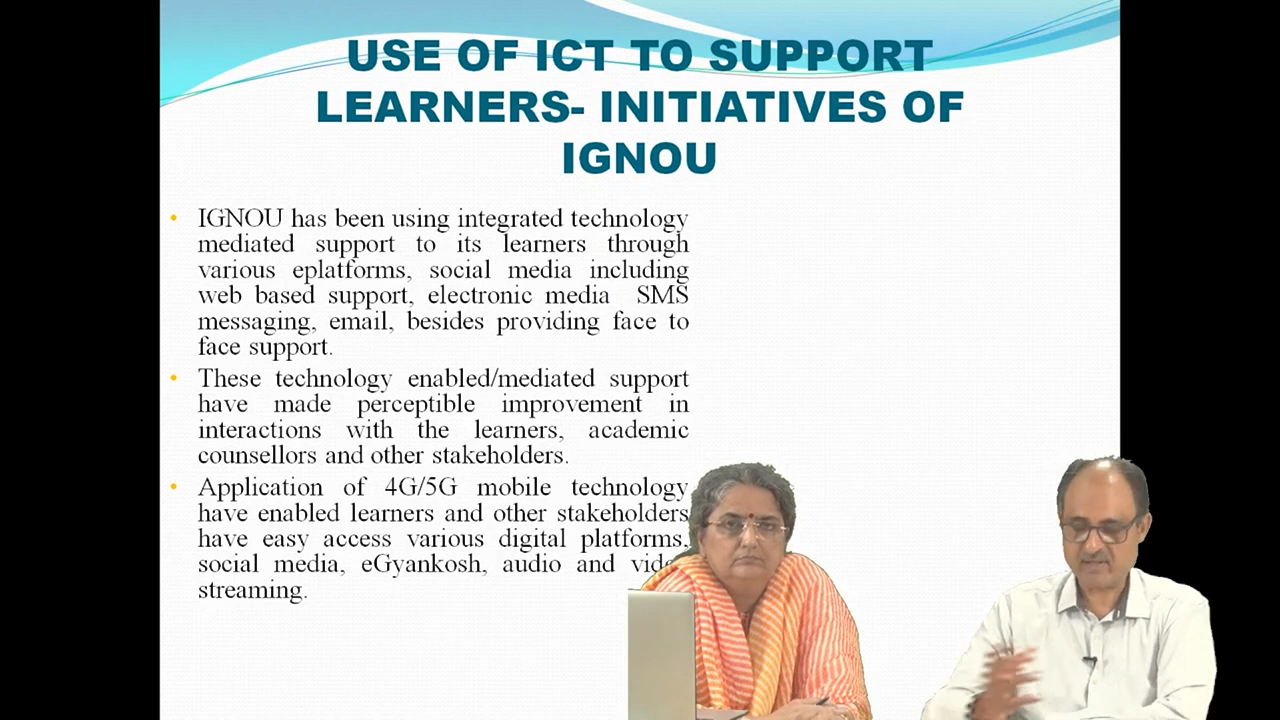 USE OF ICT TO SUPPORT
LEARNERS- INITIATIVES OF
IGNOU
• IGNOU has been using integrated technology
mediated support to its learners through
various eplatforms, social media including
web based support, electronic media SMS
messaging, email, besides providing face to
face support.
• These technology enabled/mediated support
have made perceptible improvement in
interactions with the learners, academic
counsellors and other stakeholders.
• Application of 4G/5G mobile technology
have enabled learners and other stakeholders
have easy access various digital platforms,
social media, eGyankosh, audio and
streaming.